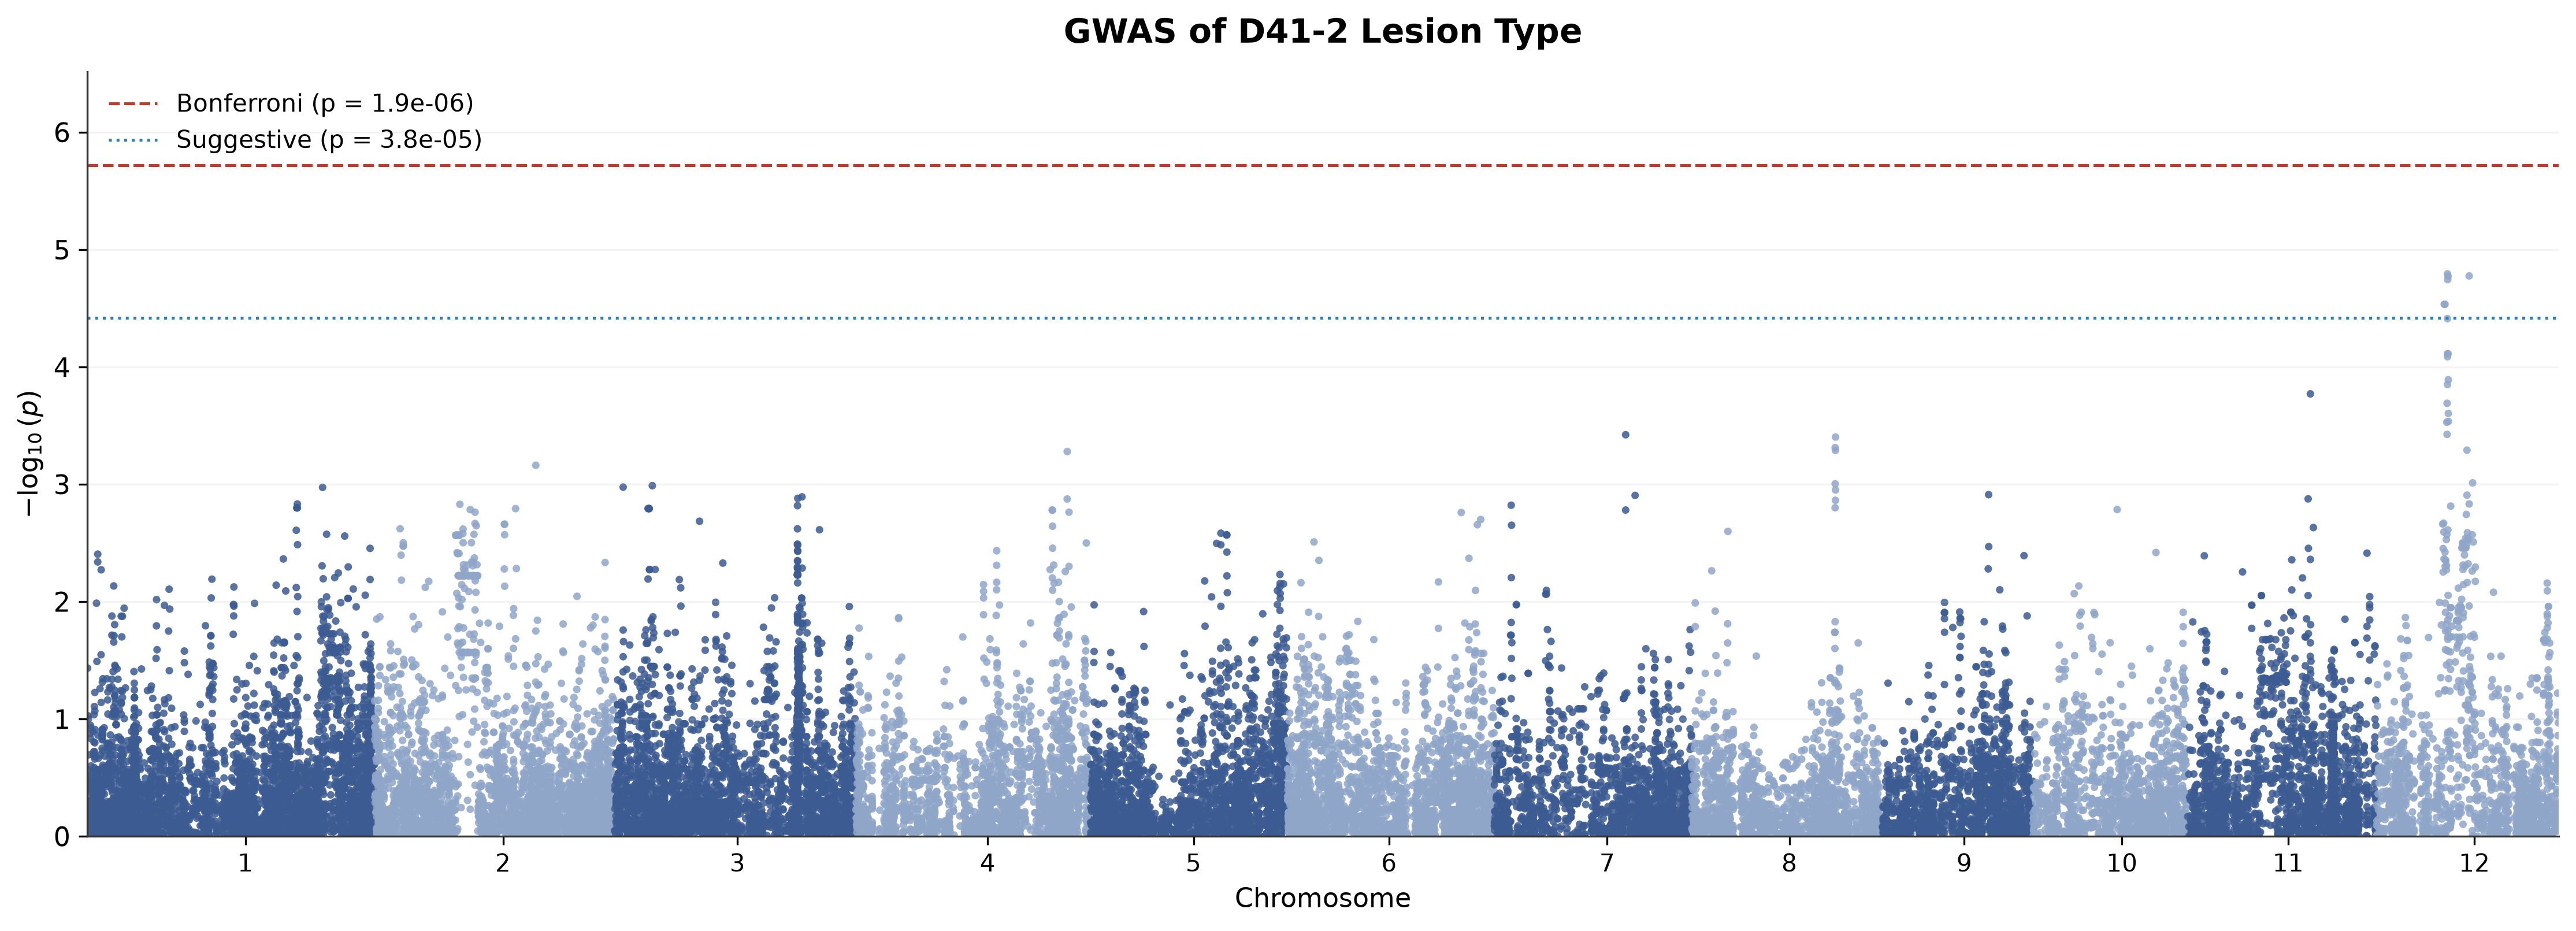 GWAS of D41-2 Lesion Type
Bonferroni (p = 1.9e-06)
Suggestive (p = 3.8e-05)
6
5
4
3
2
1
0
−log₁₀(p)
1 2 3 4 5 6 7 8 9 10 11 12
Chromosome